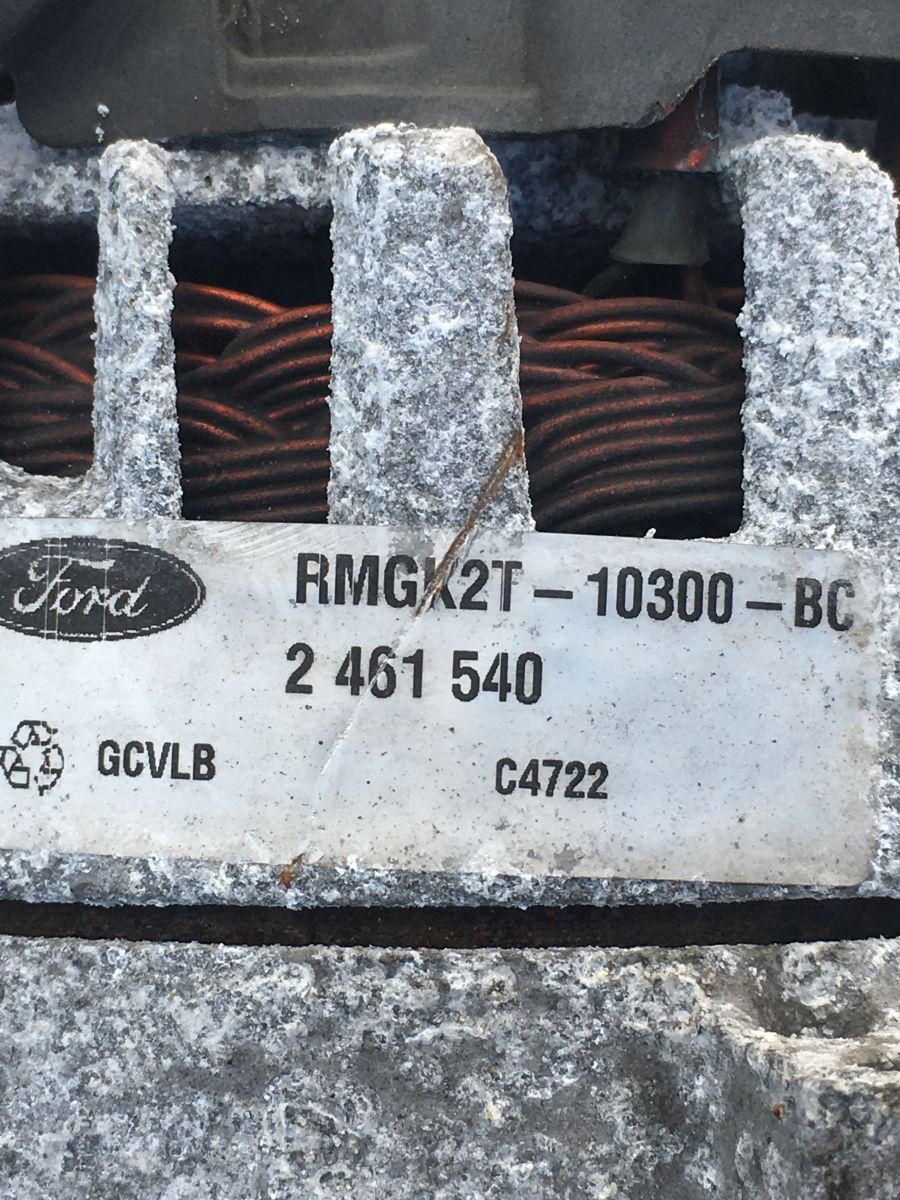 Ford
RMGK2T-10300-BC
2 461 540
GCVLB
C4722